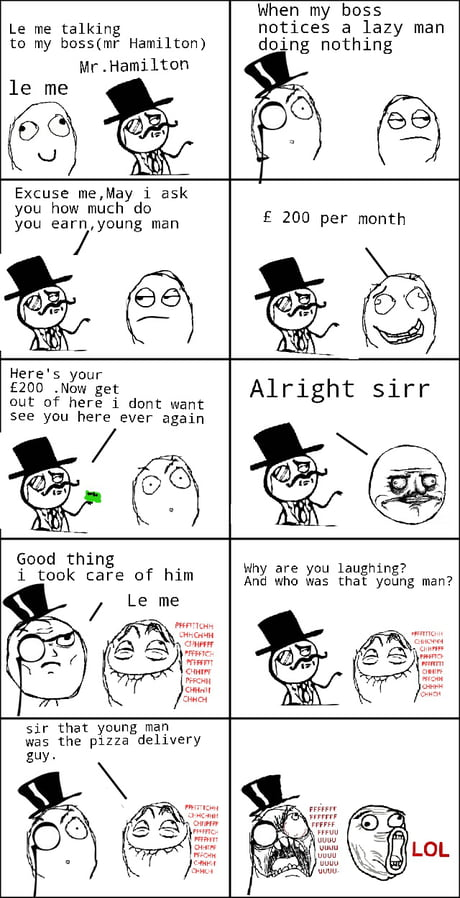 Le me talking
to my boss(mr Hamilton)
Mr.Hamilton
le me
When my boss
notices a lazy man
doing nothing
Excuse me,May i ask
you how much do
you earn,young man
£ 200 per month
Here's your
£200 .Now get
out of here i dont want
see you here ever again
Alright sirr
Good thing
i took care of him
Le me
Why are you laughing?
And who was that young man?
sir that young man
was the pizza delivery
guy.
LOL